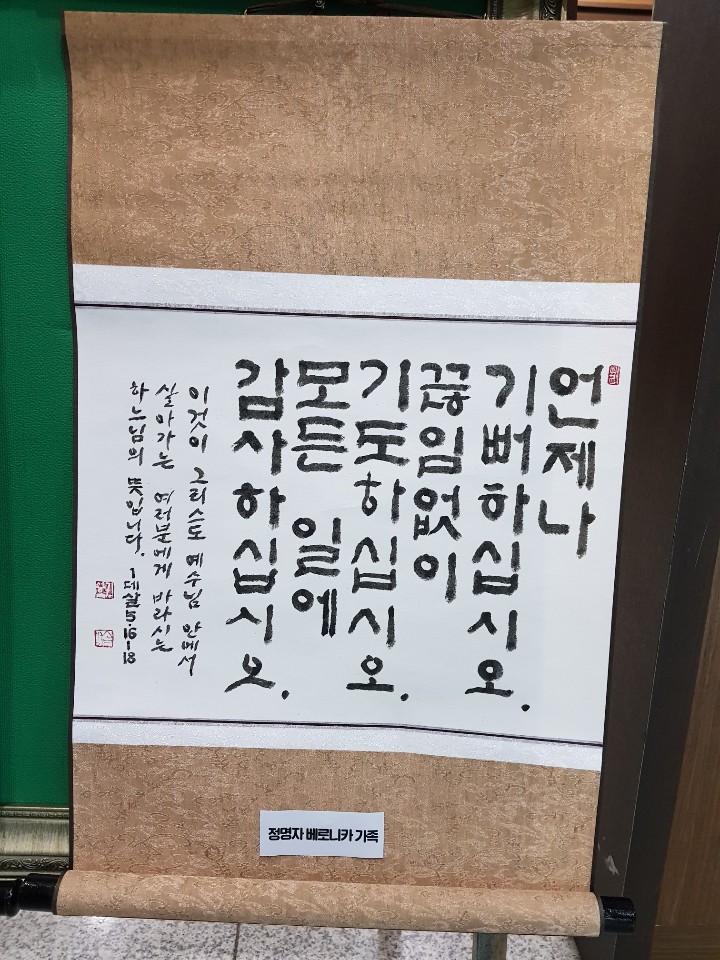 언제나
기뻐하십시오.
끊임없이
기도하십시오.
모든 일에
감사하십시오.
이것이 그리스도 예수님 안에서
살아가는 여러분에게 바라시는
하느님의 뜻입니다. 1테살5.16-18
정명자 베로니카 가족